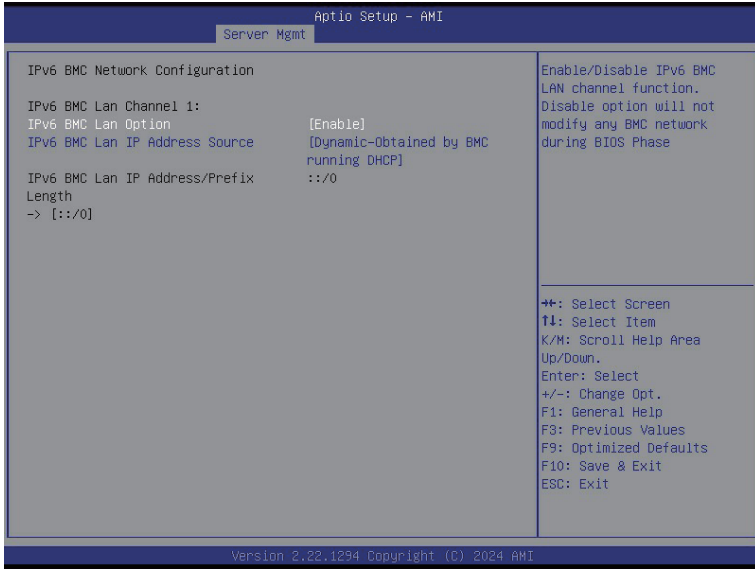 Aptio Setup – AMI
Server Mgmt
IPv6 BMC Network Configuration
IPv6 BMC Lan Channel 1:
IPv6 BMC Lan Option [Enable]
IPv6 BMC Lan IP Address Source [Dynamic-Obtained by BMC
running DHCP]
IPv6 BMC Lan IP Address/Prefix ::/0
Length
-> [::/0]
Enable/Disable IPv6 BMC
LAN channel function.
Disable option will not
modify any BMC network
during BIOS Phase
→←: Select Screen
↑↓: Select Item
K/M: Scroll Help Area
Up/Down.
Enter: Select
+/-: Change Opt.
F1: General Help
F3: Previous Values
F9: Optimized Defaults
F10: Save & Exit
ESC: Exit
Version 2.22.1294 Copyright (C) 2024 AMI